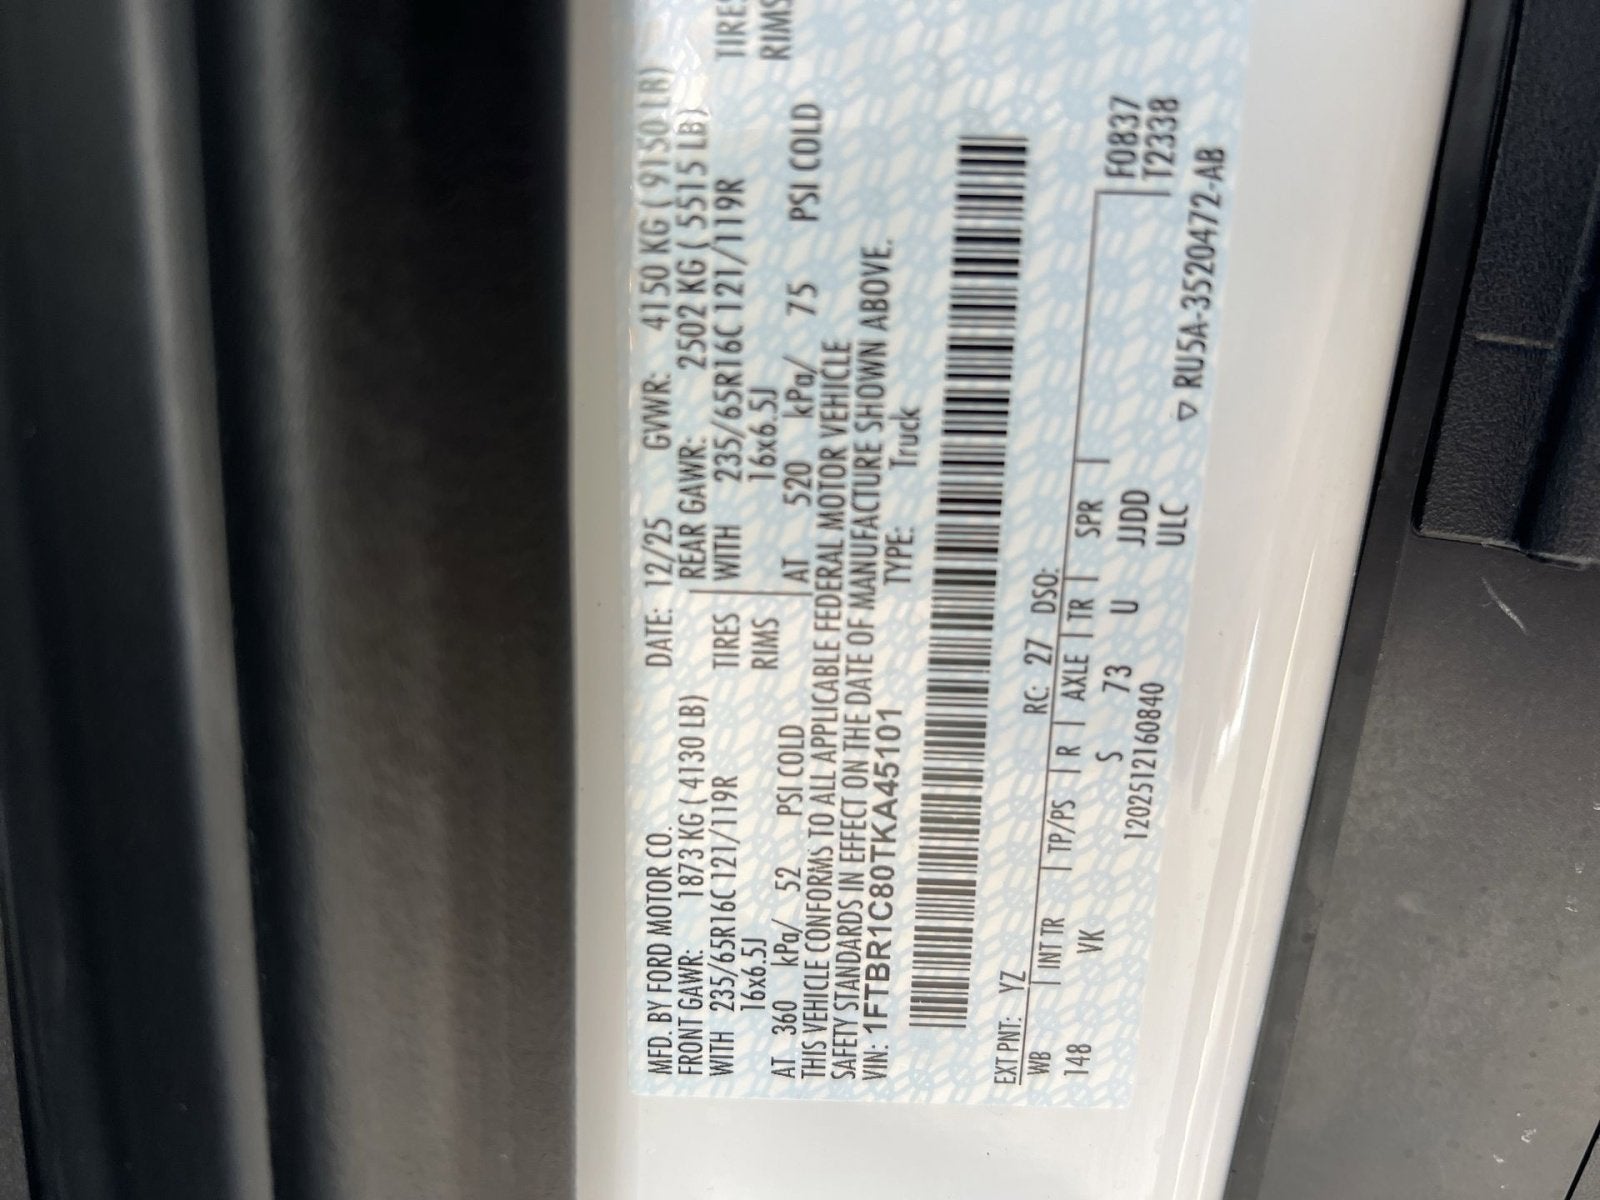 MFD. BY FORD MOTOR CO. DATE: 12/25 GVWR: 4150 KG ( 9150 LB)
FRONT GAWR: 1873 KG ( 4130 LB) REAR GAWR: 2502 KG ( 5515 LB)
WITH 235/65R16C 121/119R TIRES WITH 235/65R16C 121/119R TIRES
16x6.5J RIMS 16x6.5J RIMS
AT 360 kPa/ 52 PSI COLD AT 520 kPa/ 75 PSI COLD
THIS VEHICLE CONFORMS TO ALL APPLICABLE FEDERAL MOTOR VEHICLE
SAFETY STANDARDS IN EFFECT ON THE DATE OF MANUFACTURE SHOWN ABOVE.
VIN: 1FTBR1C80TKA45101 TYPE: Truck
EXT PNT: YZ RC: 27 DSO:
WB INT TR TP/PS R AXLE TR SPR F0837
148 VK S 73 U JJDD T2338
1202512160840 ULC
▽ RU5A-3520472-AB